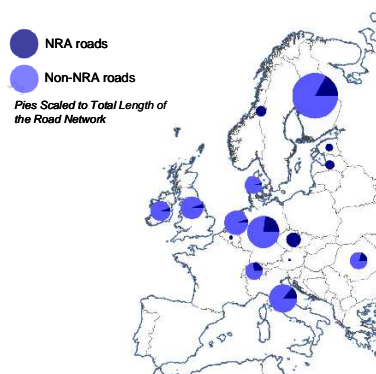 NRA roads
Non-NRA roads
Pies Scaled to Total Length of
the Road Network